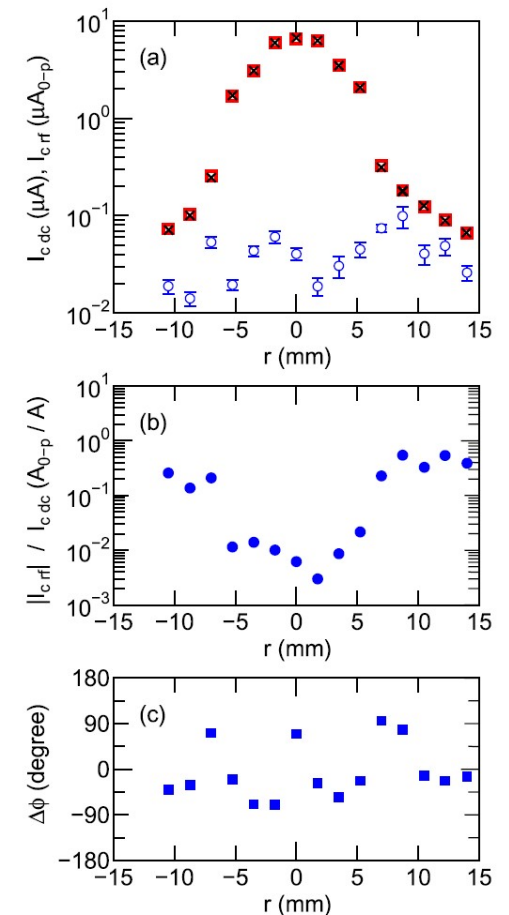 (a)
10^1
10^0
10^−1
10^−2
I_c dc (μA), I_c rf (μA_0−p)
−15 −10 −5 0 5 10 15
r (mm)
(b)
10^1
10^0
10^−1
10^−2
10^−3
|I_c rf| / I_c dc (A_0−p / A)
−15 −10 −5 0 5 10 15
r (mm)
(c)
180
90
0
−90
−180
Δϕ (degree)
−15 −10 −5 0 5 10 15
r (mm)